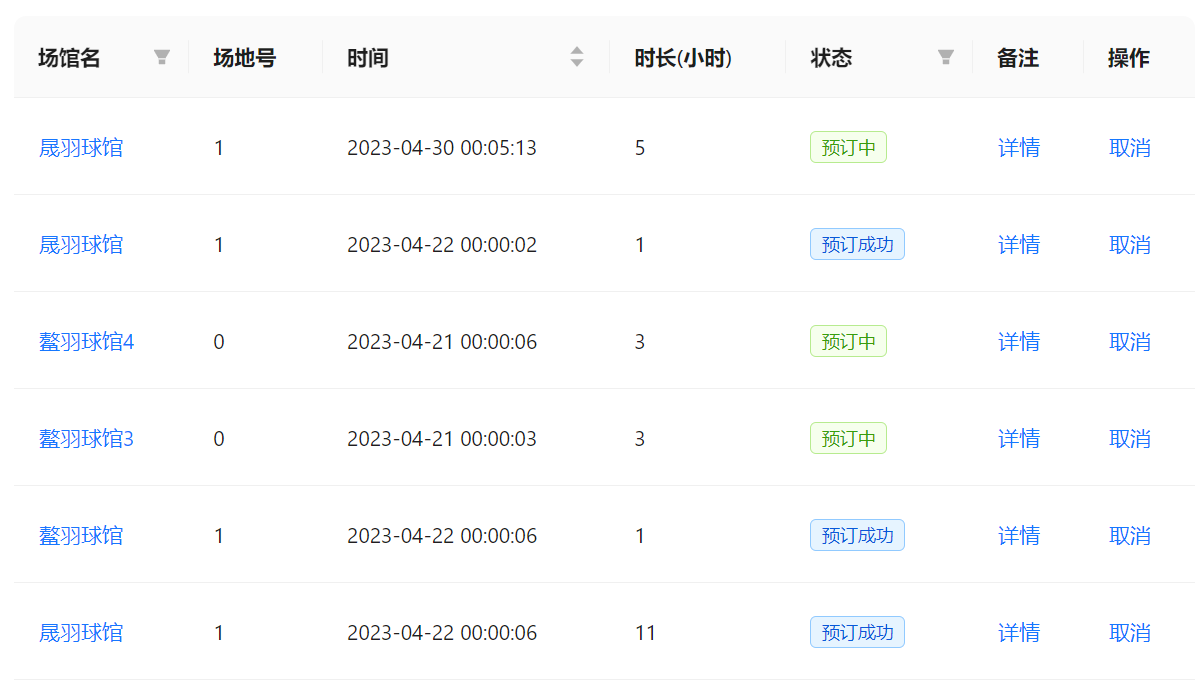 场馆名 场地号 时间 时长(小时) 状态 备注 操作
晟羽球馆 1 2023-04-30 00:05:13 5 预订中 详情 取消
晟羽球馆 1 2023-04-22 00:00:02 1 预订成功 详情 取消
鳌羽球馆4 0 2023-04-21 00:00:06 3 预订中 详情 取消
鳌羽球馆3 0 2023-04-21 00:00:03 3 预订中 详情 取消
鳌羽球馆 1 2023-04-22 00:00:06 1 预订成功 详情 取消
晟羽球馆 1 2023-04-22 00:00:06 11 预订成功 详情 取消